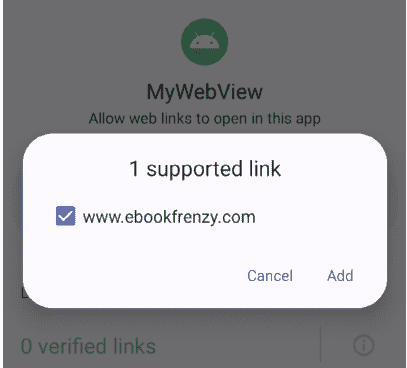 MyWebView
Allow web links to open in this app
1 supported link
www.ebookfrenzy.com
Cancel Add
0 verified links